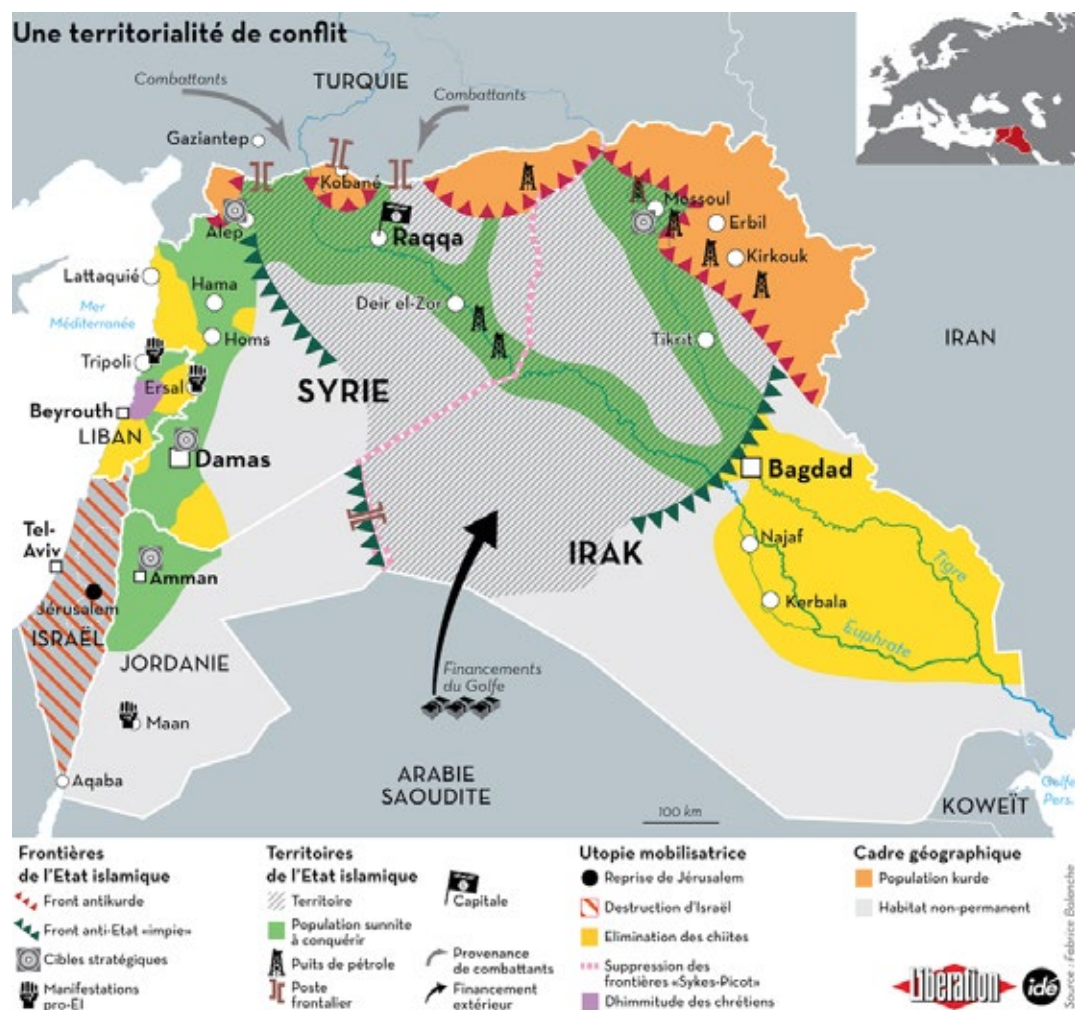 Une territorialité de conflit
Combattants
TURQUIE
Combattants
Gaziantep
Kobané
Mossoul
Alep
Raqqa
Erbil
Kirkouk
Lattaquié
Hama
Deir el-Zor
Mer
Méditerranée
Homs
Tikrit
IRAN
Tripoli
Ersal
SYRIE
Beyrouth
LIBAN
Damas
Bagdad
Tel-
Aviv
Najaf
IRAK
Amman
Tigre
Jérusalem
Kerbala
ISRAËL
Euphrate
JORDANIE
Financements
du Golfe
Maan
ARABIE
SAOUDITE
Aqaba
Golfe
Pers.
KOWEÏT
100 km
Frontières
de l'Etat islamique
Front antikurde
Front anti-Etat «impie»
Cibles stratégiques
Manifestations
pro-EI
Territoires
de l'Etat islamique
Territoire
Population sunnite
à conquérir
Puits de pétrole
Poste
frontalier
Capitale
Provenance
de combattants
Financement
extérieur
Utopie mobilisatrice
Reprise de Jérusalem
Destruction d'Israël
Elimination des chiites
Suppression des
frontières «Sykes-Picot»
Dhimmitude des chrétiens
Cadre géographique
Population kurde
Habitat non-permanent
Libération
idé
Source : Fabrice Balanche